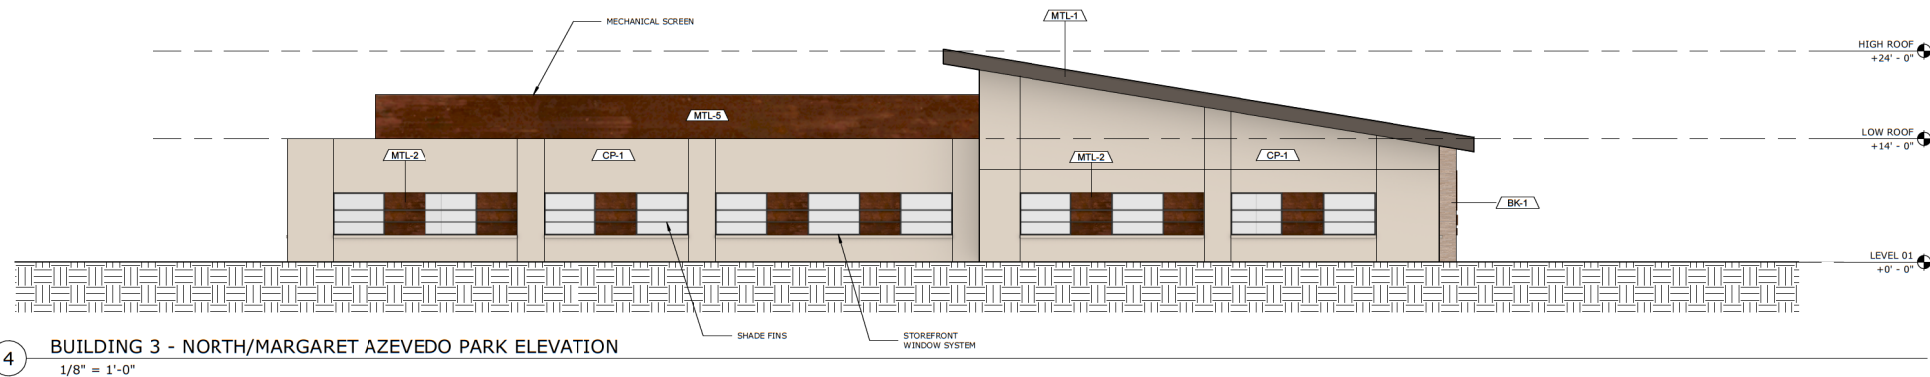 MECHANICAL SCREEN
MTL-1
HIGH ROOF
+24' - 0"
MTL-5
LOW ROOF
+14' - 0"
MTL-2
CP-1
MTL-2
CP-1
BK-1
LEVEL 01
+0' - 0"
SHADE FINS
STOREFRONT
WINDOW SYSTEM
4
BUILDING 3 - NORTH/MARGARET AZEVEDO PARK ELEVATION
1/8" = 1'-0"